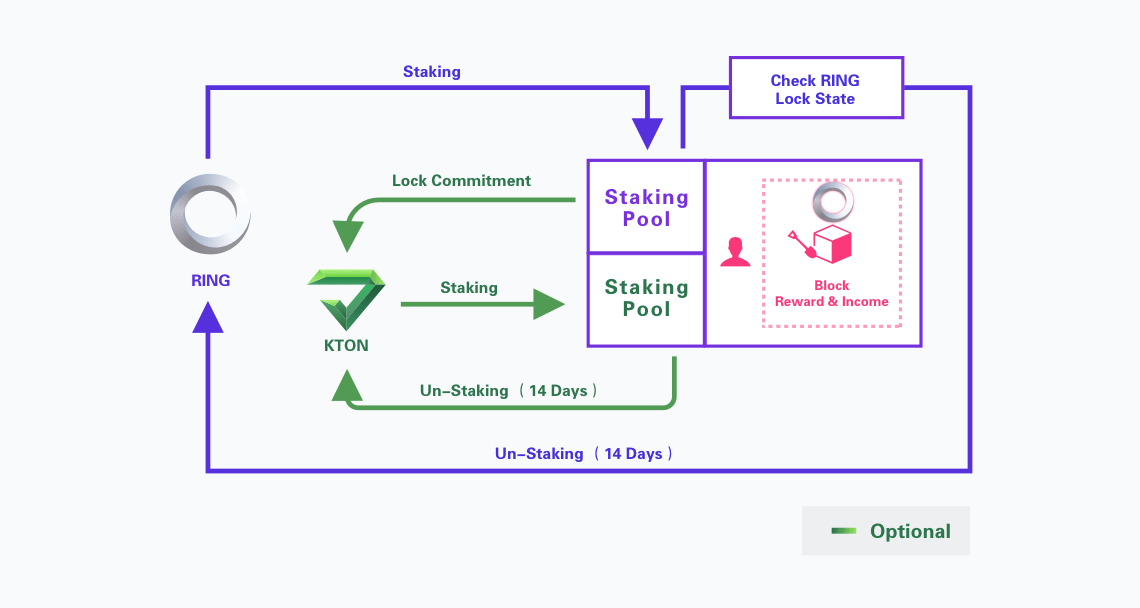 Staking
Check RING
Lock State
Lock Commitment
Staking
Pool
RING
Staking
KTON
Staking
Pool
Block
Reward & Income
Un–Staking ( 14 Days )
Un–Staking ( 14 Days )
Optional